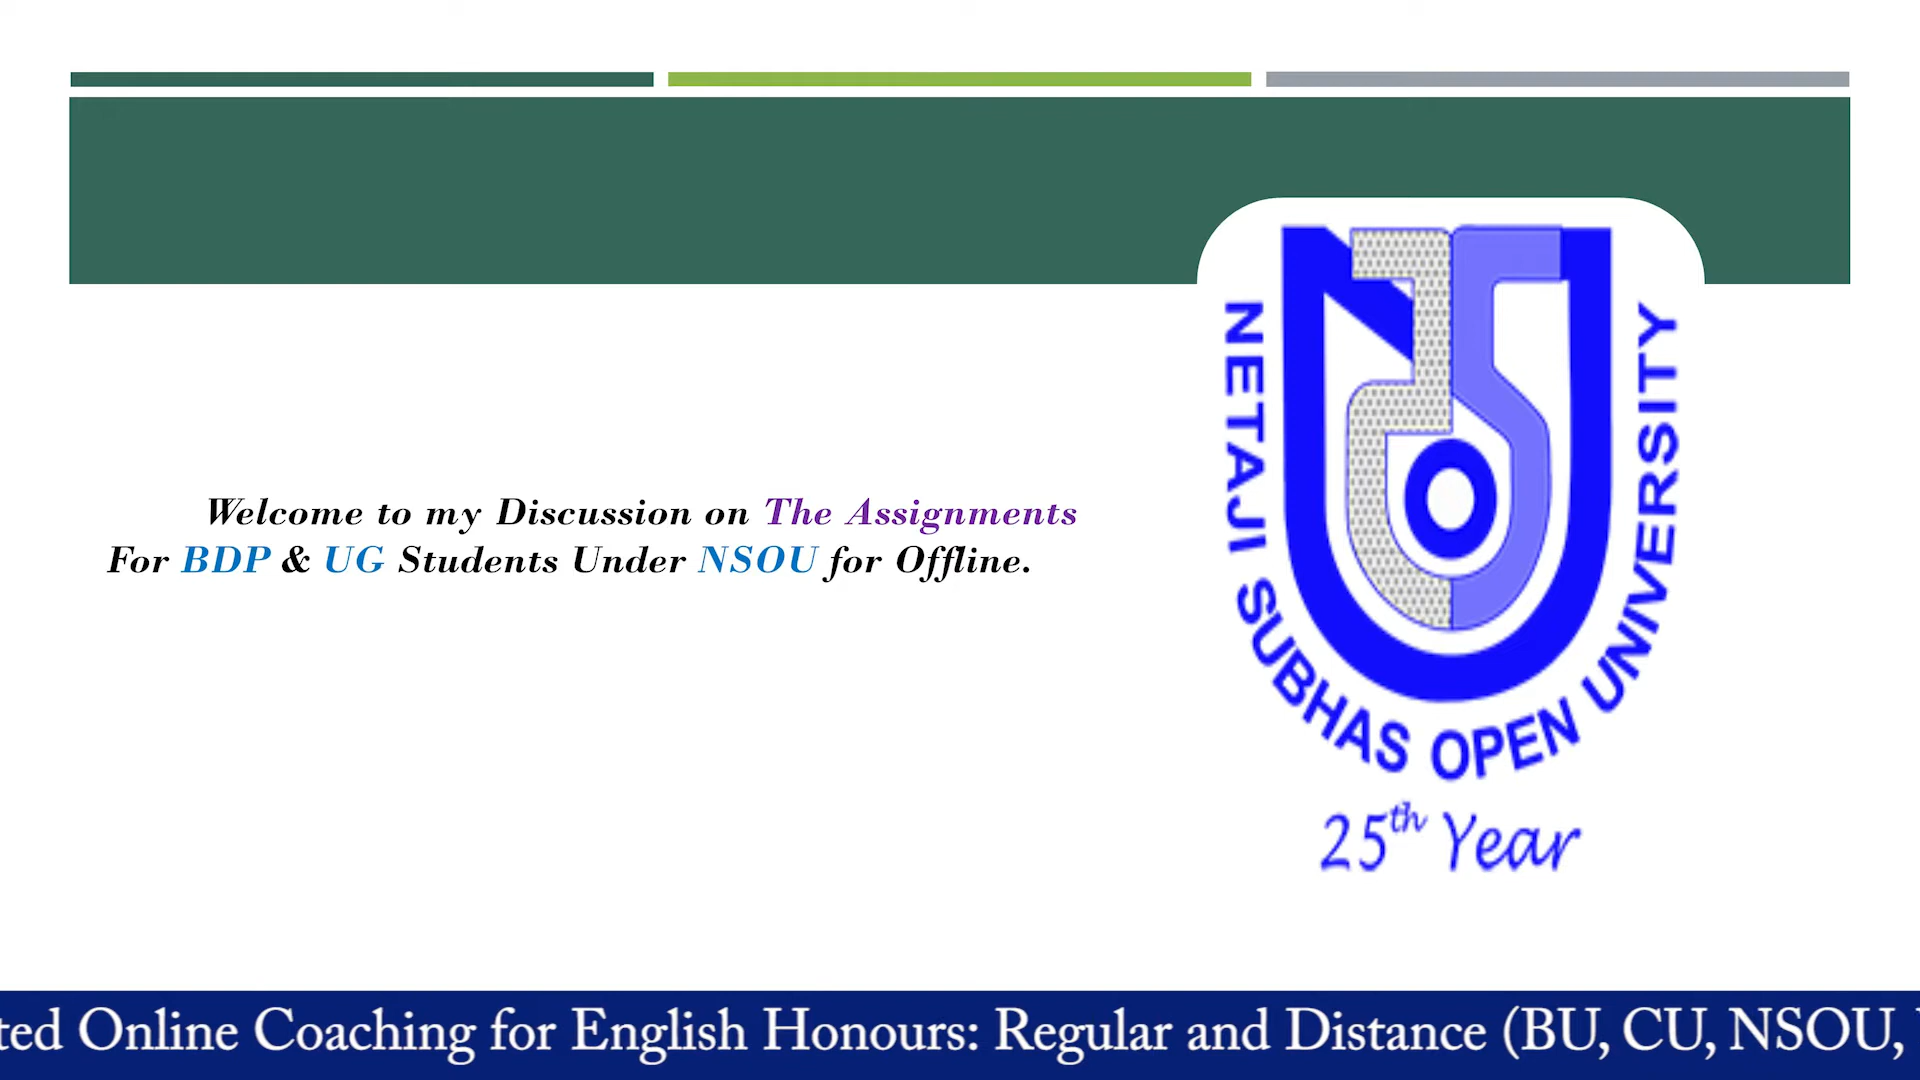 Welcome to my Discussion on The Assignments
For BDP & UG Students Under NSOU for Offline.
NETAJI SUBHAS OPEN UNIVERSITY
25th Year
Online Coaching for English Honours: Regular and Distance (BU, CU, NSOU,